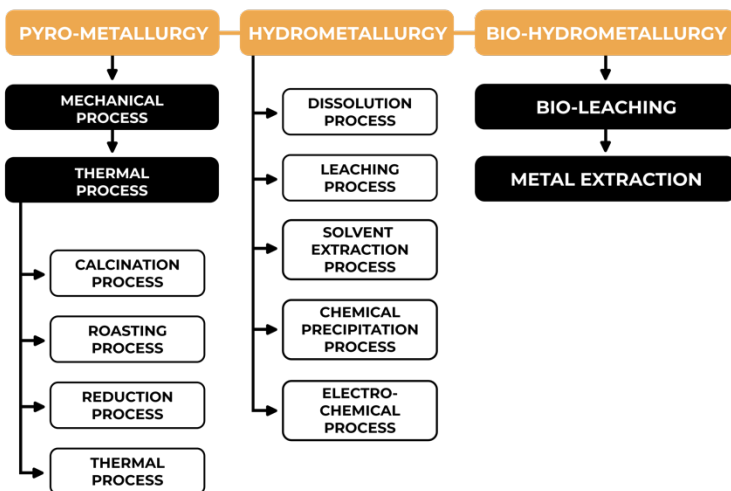 PYRO-METALLURGY
HYDROMETALLURGY
BIO-HYDROMETALLURGY
MECHANICAL
PROCESS
THERMAL
PROCESS
CALCINATION
PROCESS
ROASTING
PROCESS
REDUCTION
PROCESS
THERMAL
PROCESS
DISSOLUTION
PROCESS
LEACHING
PROCESS
SOLVENT
EXTRACTION
PROCESS
CHEMICAL
PRECIPITATION
PROCESS
ELECTRO-
CHEMICAL
PROCESS
BIO-LEACHING
METAL EXTRACTION